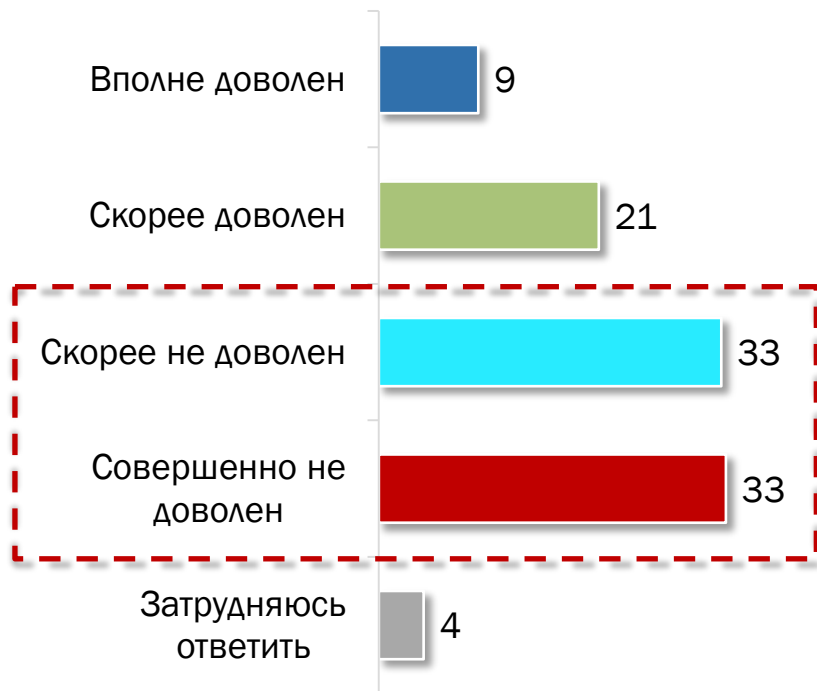 Вполне доволен 9
Скорее доволен 21
Скорее не доволен 33
Совершенно не
доволен 33
Затрудняюсь
ответить 4